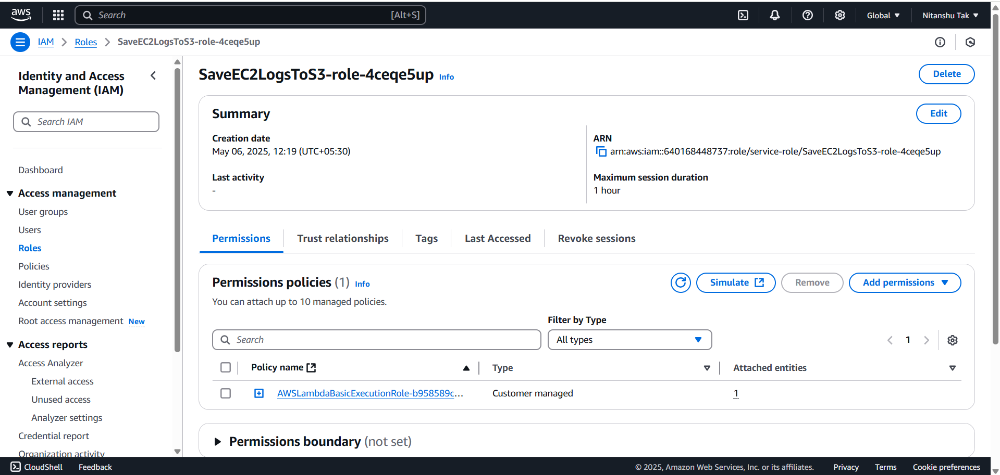 aws
Search
[Alt+S]
Global
Nitanshu Tak
IAM
Roles
SaveEC2LogsToS3-role-4ceqe5up
Identity and Access
Management (IAM)
Search IAM
Dashboard
Access management
User groups
Users
Roles
Policies
Identity providers
Account settings
Root access management New
Access reports
Access Analyzer
External access
Unused access
Analyzer settings
Credential report
Organization activity
SaveEC2LogsToS3-role-4ceqe5up Info
Delete
Summary
Edit
Creation date
May 06, 2025, 12:19 (UTC+05:30)
ARN
arn:aws:iam::640168448737:role/service-role/SaveEC2LogsToS3-role-4ceqe5up
Last activity
-
Maximum session duration
1 hour
Permissions
Trust relationships
Tags
Last Accessed
Revoke sessions
Permissions policies (1) Info
Simulate
Remove
Add permissions
You can attach up to 10 managed policies.
Filter by Type
Search
All types
1
Policy name
Type
Attached entities
AWSLambdaBasicExecutionRole-b958589c...
Customer managed
1
Permissions boundary (not set)
CloudShell
Feedback
© 2025, Amazon Web Services, Inc. or its affiliates.
Privacy
Terms
Cookie preferences